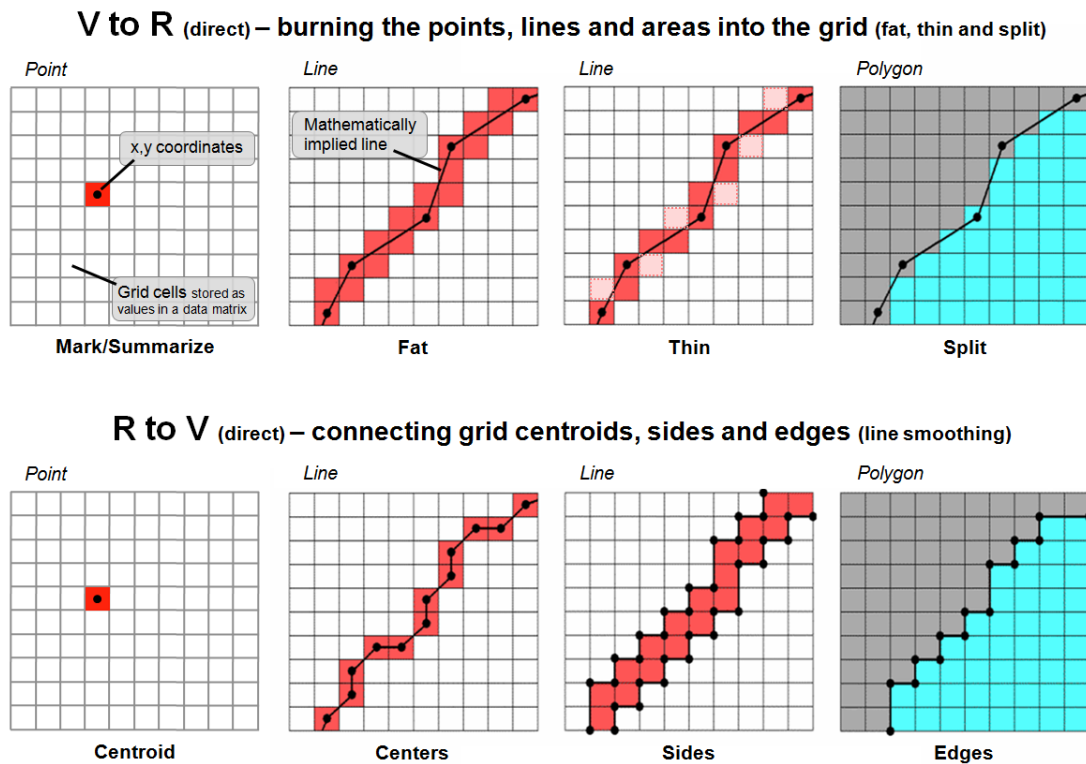 V to R (direct) – burning the points, lines and areas into the grid (fat, thin and split)
Point
Line
Line
Polygon
x,y coordinates
Grid cells stored as
values in a data matrix
Mathematically
implied line
Mark/Summarize
Fat
Thin
Split
R to V (direct) – connecting grid centroids, sides and edges (line smoothing)
Point
Line
Line
Polygon
Centroid
Centers
Sides
Edges